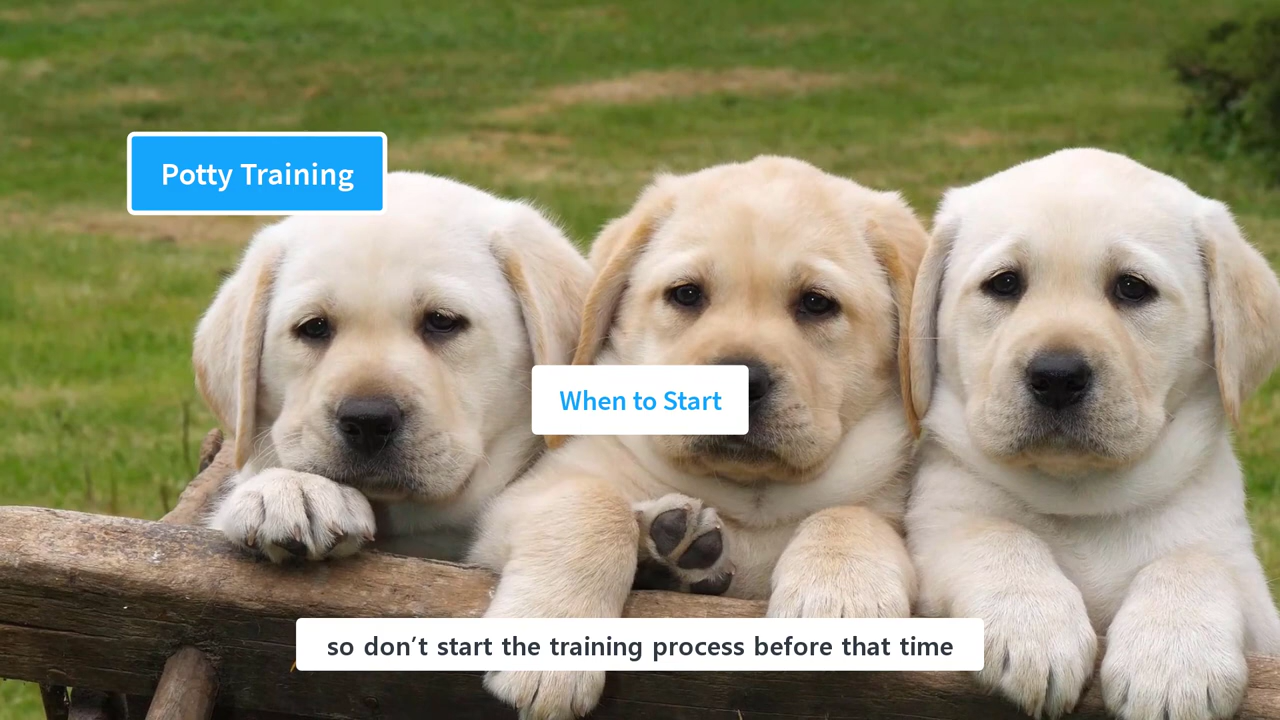 Potty Training
When to Start
so don’t start the training process before that time